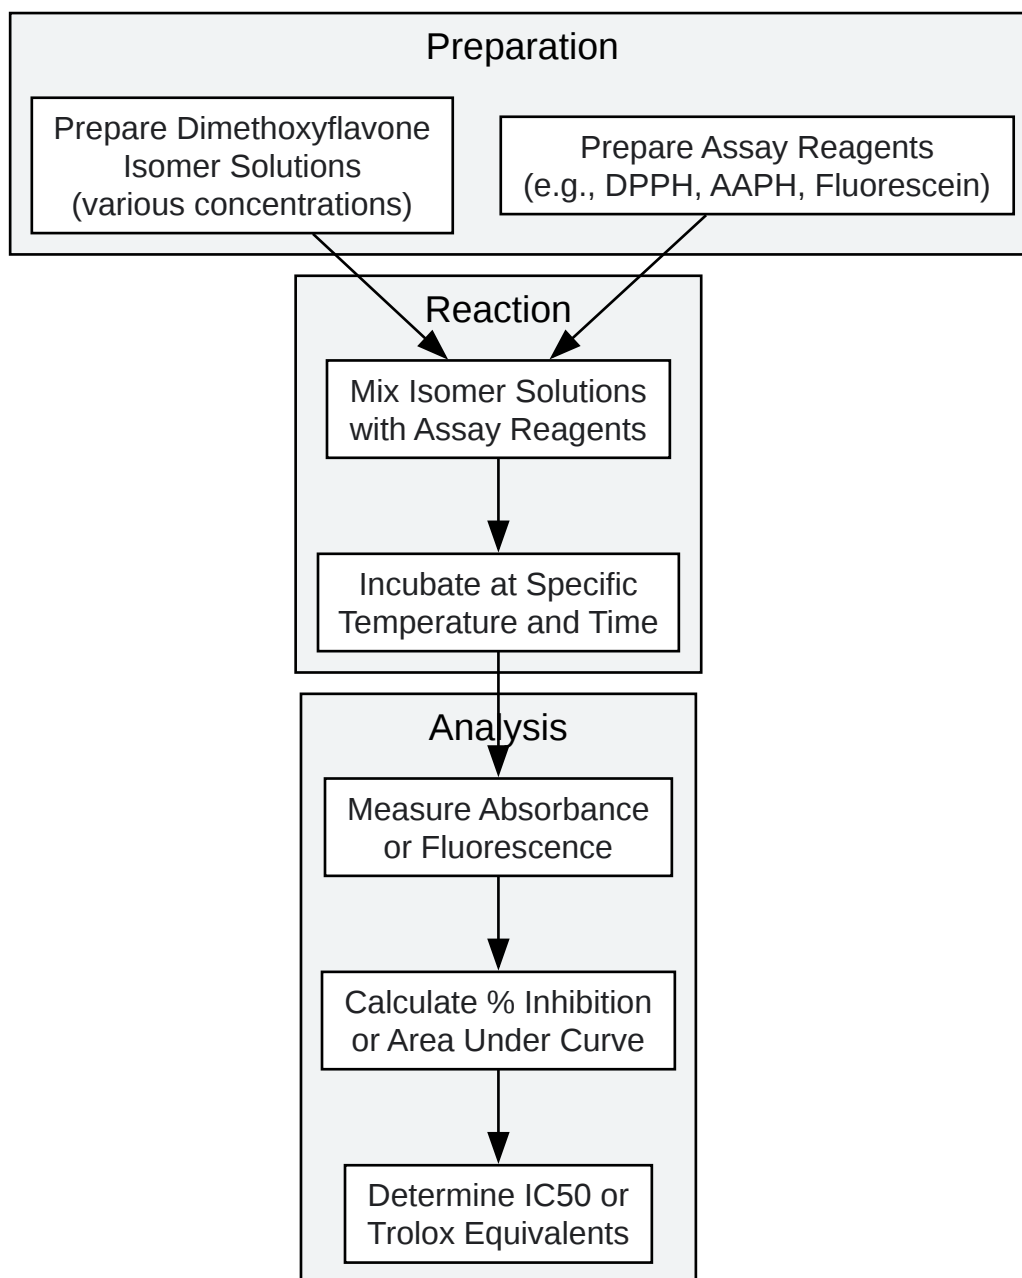 Preparation
Prepare Dimethoxyflavone
Isomer Solutions
(various concentrations)
Prepare Assay Reagents
(e.g., DPPH, AAPH, Fluorescein)
Reaction
Mix Isomer Solutions
with Assay Reagents
Incubate at Specific
Temperature and Time
Analysis
Measure Absorbance
or Fluorescence
Calculate % Inhibition
or Area Under Curve
Determine IC50 or
Trolox Equivalents